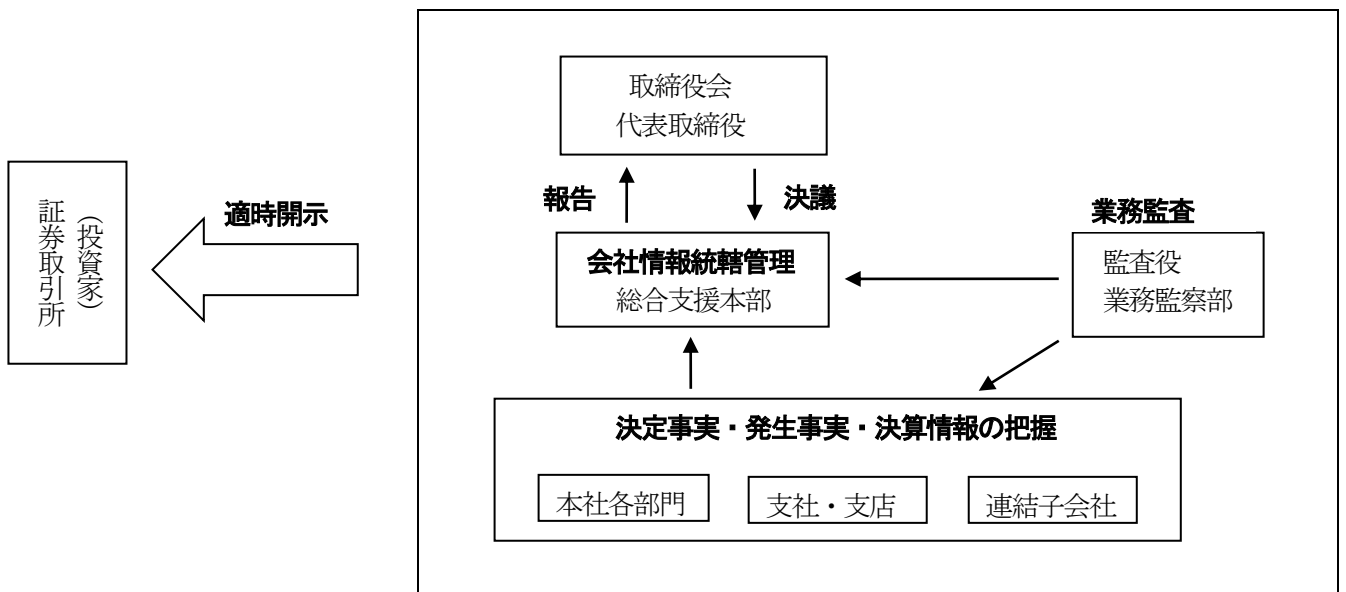 取締役会
代表取締役
報告
決議
適時開示
証券取引所
（投資家）
業務監査
会社情報統轄管理
総合支援本部
監査役
業務監察部
決定事実・発生事実・決算情報の把握
本社各部門
支社・支店
連結子会社